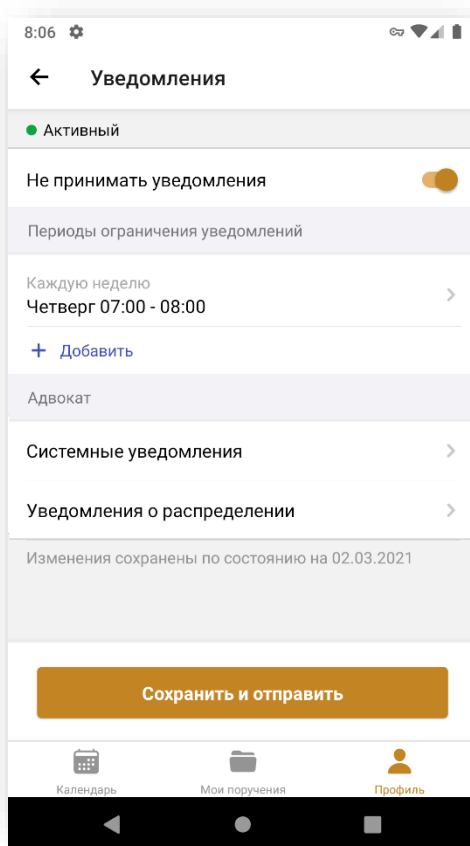 8:06
Уведомления
Активный
Не принимать уведомления
Периоды ограничения уведомлений
Каждую неделю
Четверг 07:00 - 08:00
+ Добавить
Адвокат
Системные уведомления
Уведомления о распределении
Изменения сохранены по состоянию на 02.03.2021
Сохранить и отправить
Календарь Мои поручения Профиль